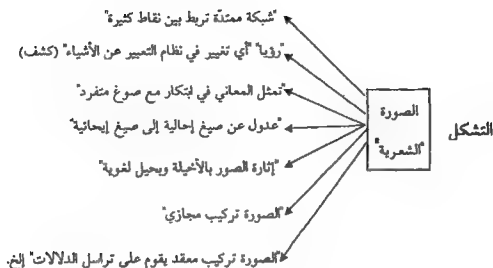 "شبكة ممتدّة تربط بين نقاط كثيرة"
"رؤيا" "أي تغيير في نظام التعبير عن الأشياء" (كشف)
"تمثل المعاني في ابتكار مع صوغ متفرد"
"عدول عن صيغ إحالية إلى صيغ إيحائية"
"إثارة الصور بالأخيلة وبحيل لغوية"
"الصورة تركيب مجازي"
"الصورة تركيب معقد يقوم على تراسل الدلالات" إلخ.
الصورة
"الشعرية"
التشكل